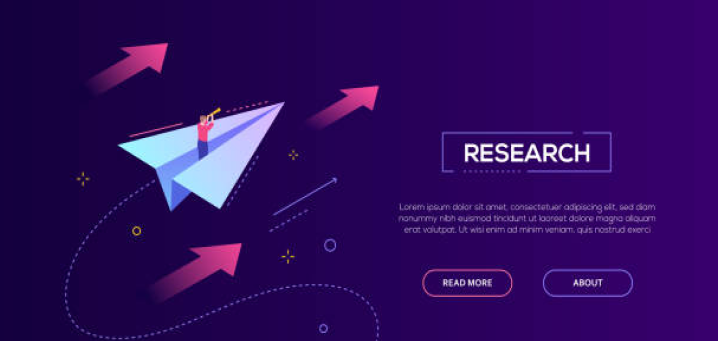 RESEARCH
Lorem ipsum dolor sit amet, consectetuer adipiscing elit, sed diam
nonummy nibh euismod tincidunt ut laoreet dolore magna aliquam
erat volutpat. Ut wisi enim ad minim veniam, quis nostrud exerci
READ MORE
ABOUT